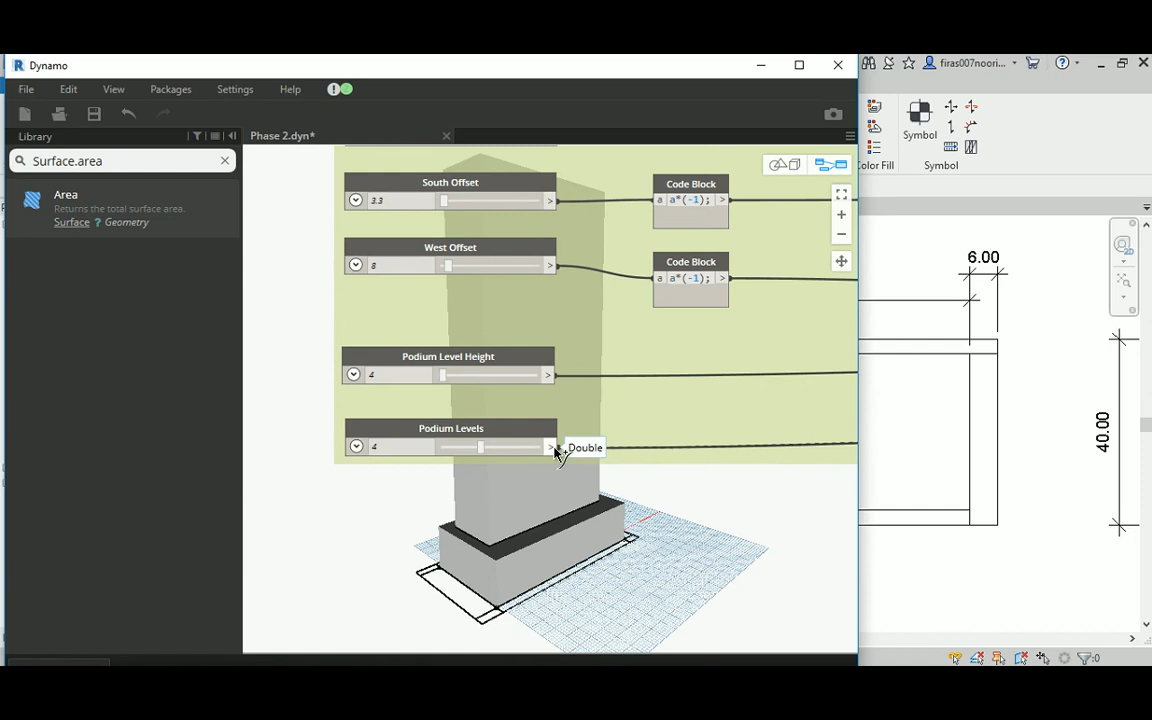 Dynamo
firas007noori...
File Edit View Packages Settings Help
Library
Phase 2.dyn*
Surface.area
Area
Returns the total surface area.
Surface ? Geometry
South Offset
3.3 >
Code Block
a a*(-1); >
West Offset
8 >
Code Block
a a*(-1); >
Podium Level Height
4 >
Podium Levels
4 >
Double
Symbol
Symbol
6.00
40.00
:0